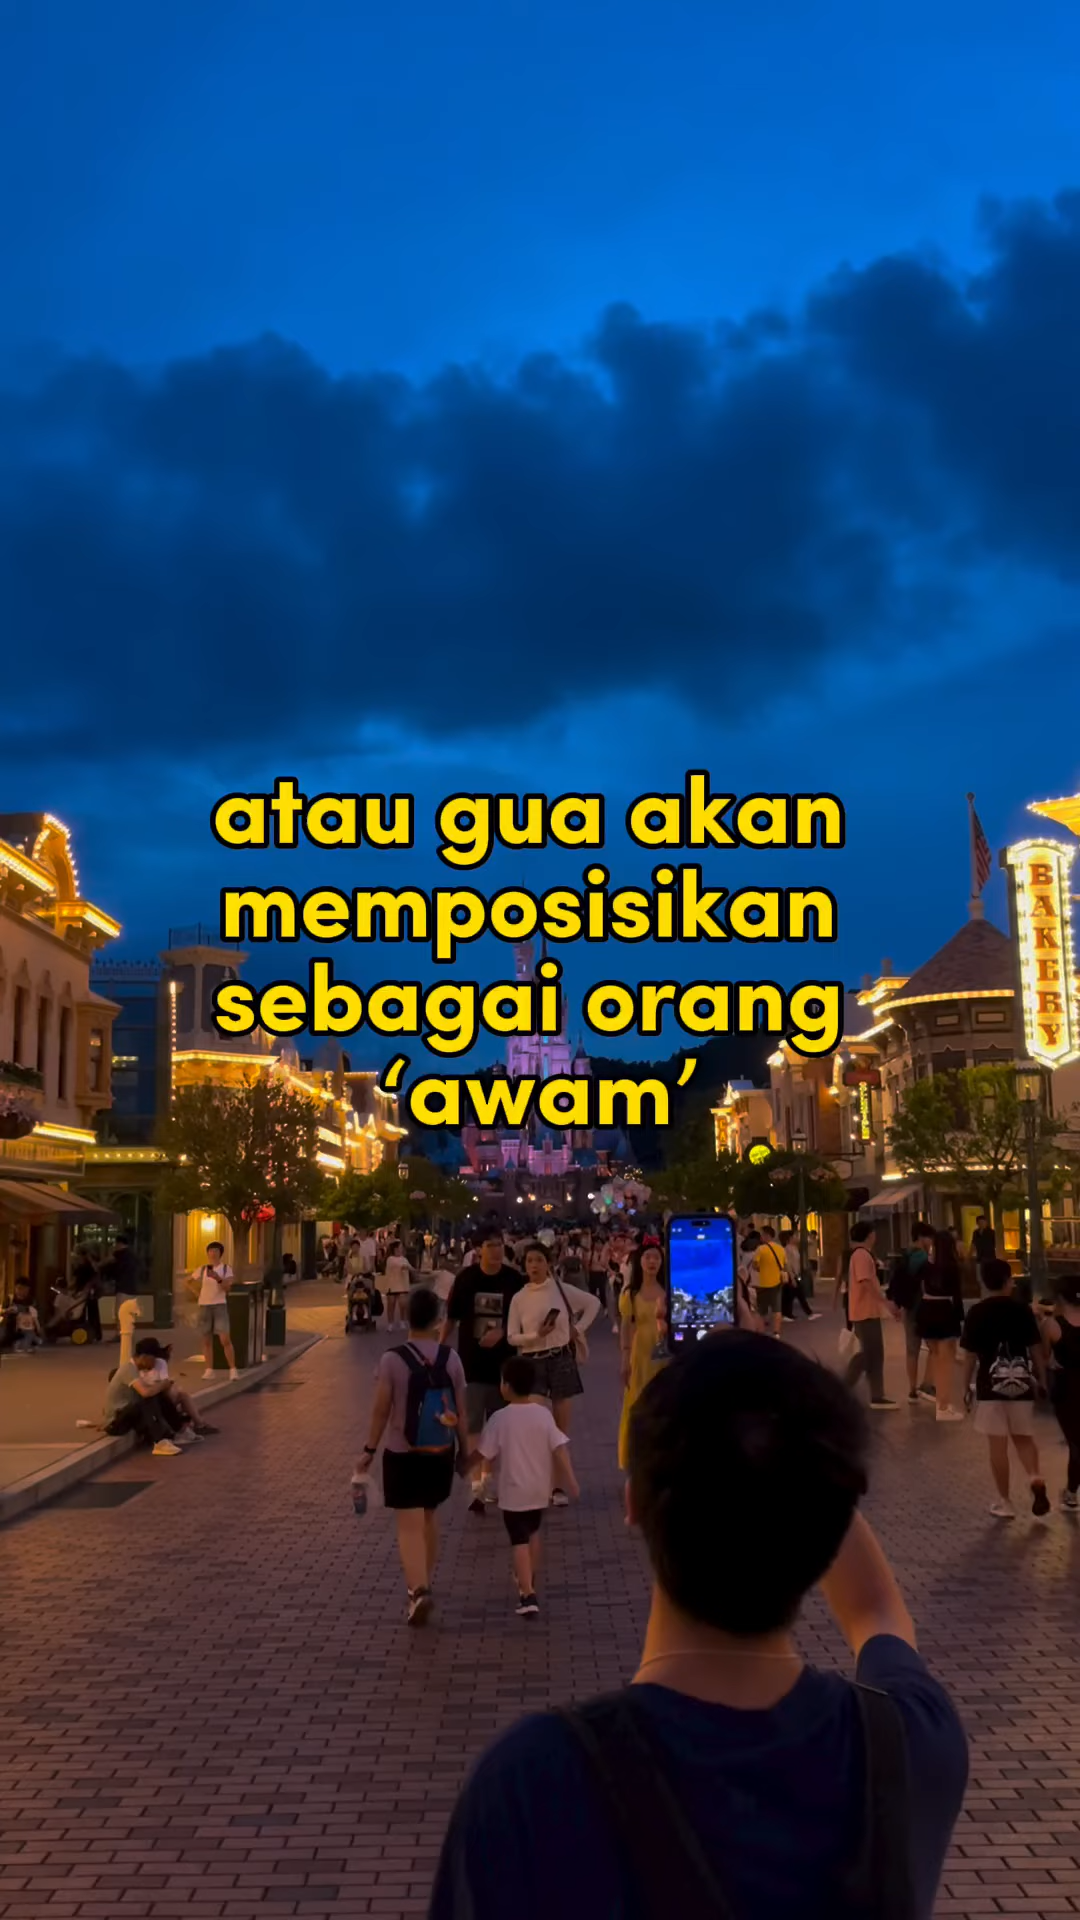 atau gua akan
memposisikan
sebagai orang
‘awam’
BAKERY